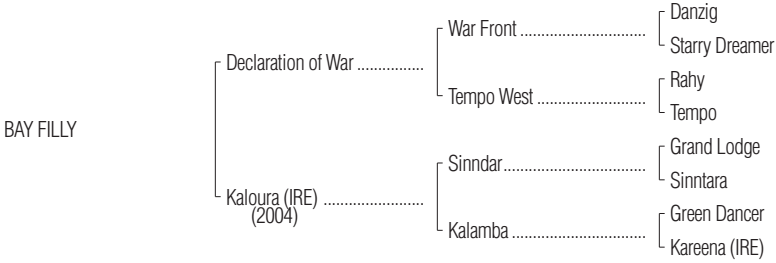 Danzig
War Front ................................
Starry Dreamer
Declaration of War ................
Rahy
Tempo West ...........................
Tempo
BAY FILLY
Grand Lodge
Sinndar....................................
Sinntara
Kaloura (IRE) ........................
(2004)
Green Dancer
Kalamba .................................
Kareena (IRE)